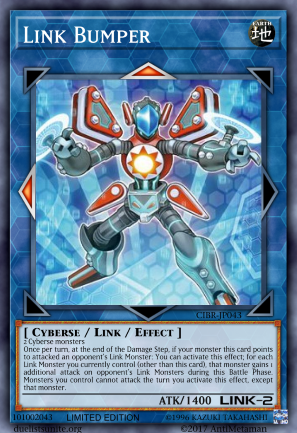 LINK BUMPER
EARTH
地
CIBR-JP043
[ CYBERSE / LINK / EFFECT ]
2 Cyberse monsters
Once per turn, at the end of the Damage Step, if your monster this card points
to attacked an opponent's Link Monster: You can activate this effect; for each
Link Monster you currently control (other than this card), that monster gains 1
additional attack on opponent's Link Monsters during this Battle Phase.
Monsters you control cannot attack the turn you activate this effect, except
that monster.
ATK/1400 LINK-2
101002043 LIMITED EDITION ©1996 KAZUKI TAKAHASHI
©2017 AntiMetaman